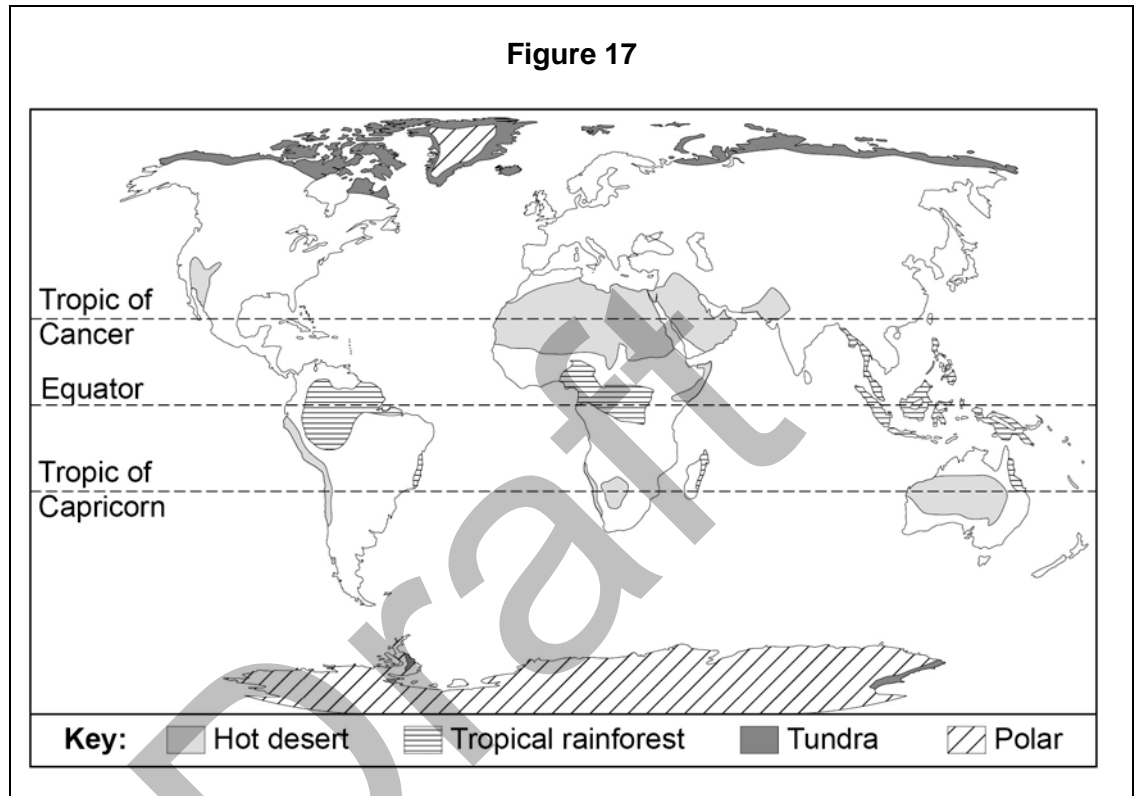 Figure 17
Tropic of
Cancer
Equator
Tropic of
Capricorn
Key: Hot desert Tropical rainforest Tundra Polar
Draft